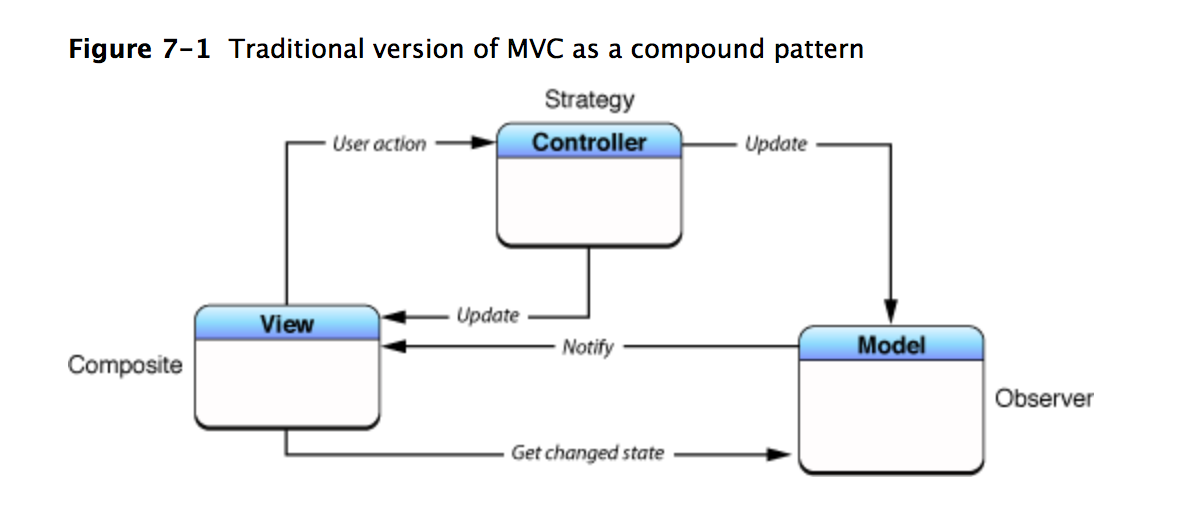 Figure 7–1 Traditional version of MVC as a compound pattern
Strategy
User action
Controller
Update
View
Update
Notify
Model
Composite
Observer
Get changed state